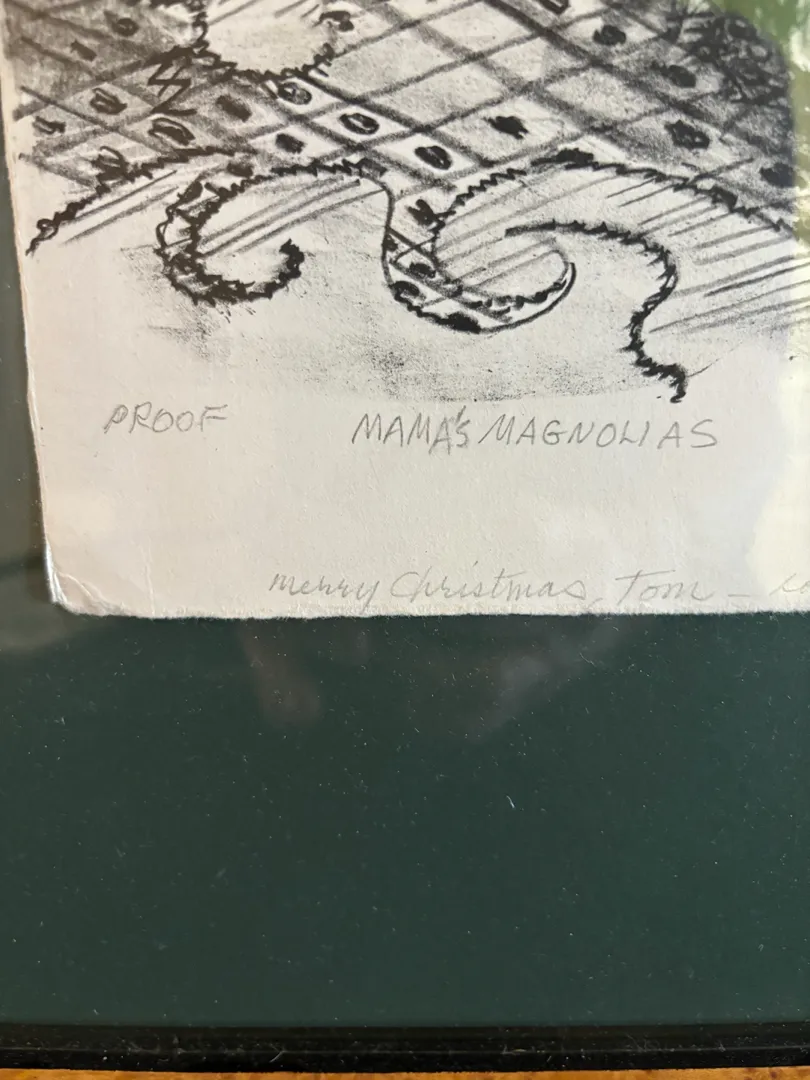 PROOF MAMA'S MAGNOLIAS
Merry Christmas, Tom —